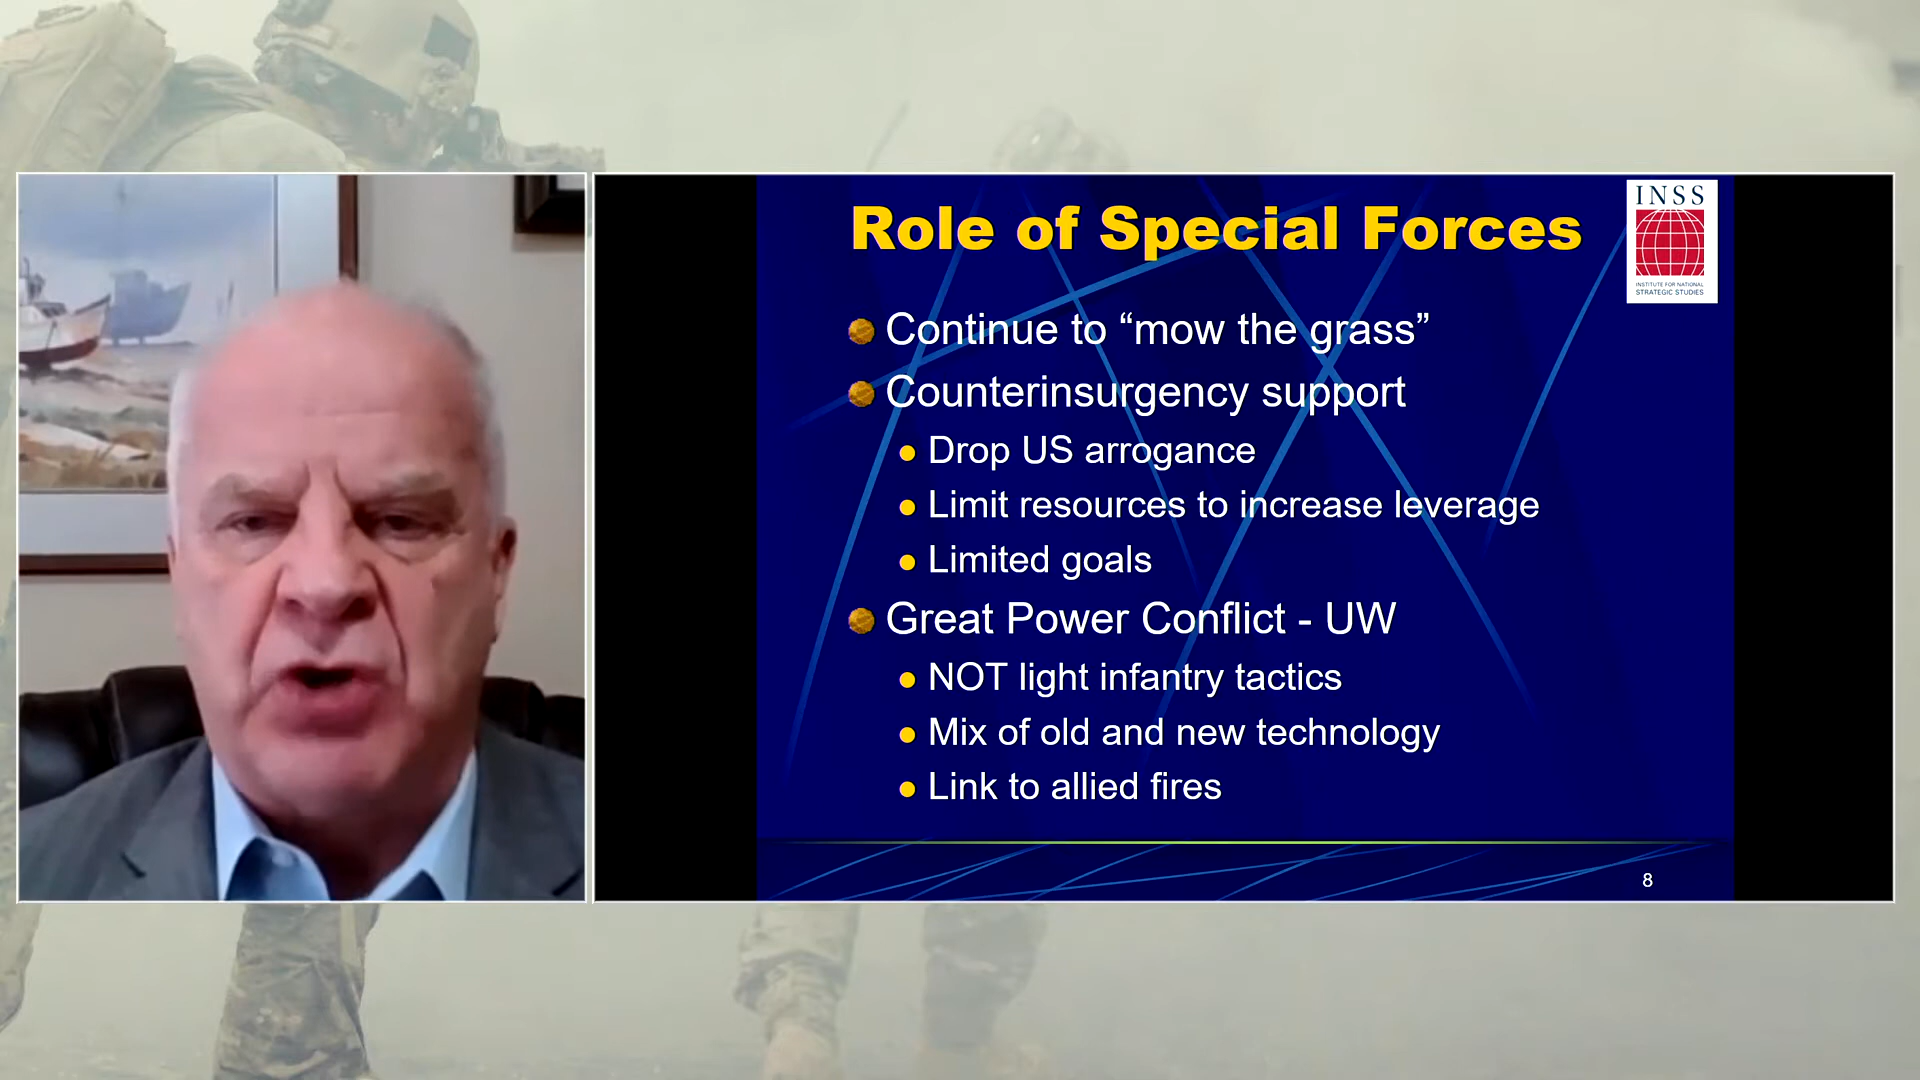 Role of Special Forces
INSS
INSTITUTE FOR NATIONAL
STRATEGIC STUDIES
Continue to “mow the grass”
Counterinsurgency support
Drop US arrogance
Limit resources to increase leverage
Limited goals
Great Power Conflict - UW
NOT light infantry tactics
Mix of old and new technology
Link to allied fires
8